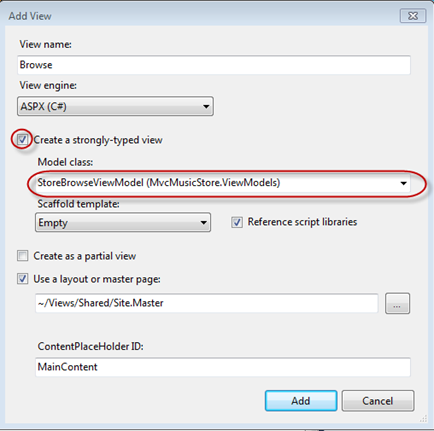 Add View
View name:
Browse
View engine:
ASPX (C#)
Create a strongly-typed view
Model class:
StoreBrowseViewModel (MvcMusicStore.ViewModels)
Scaffold template:
Empty
Reference script libraries
Create as a partial view
Use a layout or master page:
~/Views/Shared/Site.Master
...
ContentPlaceHolder ID:
MainContent
Add Cancel